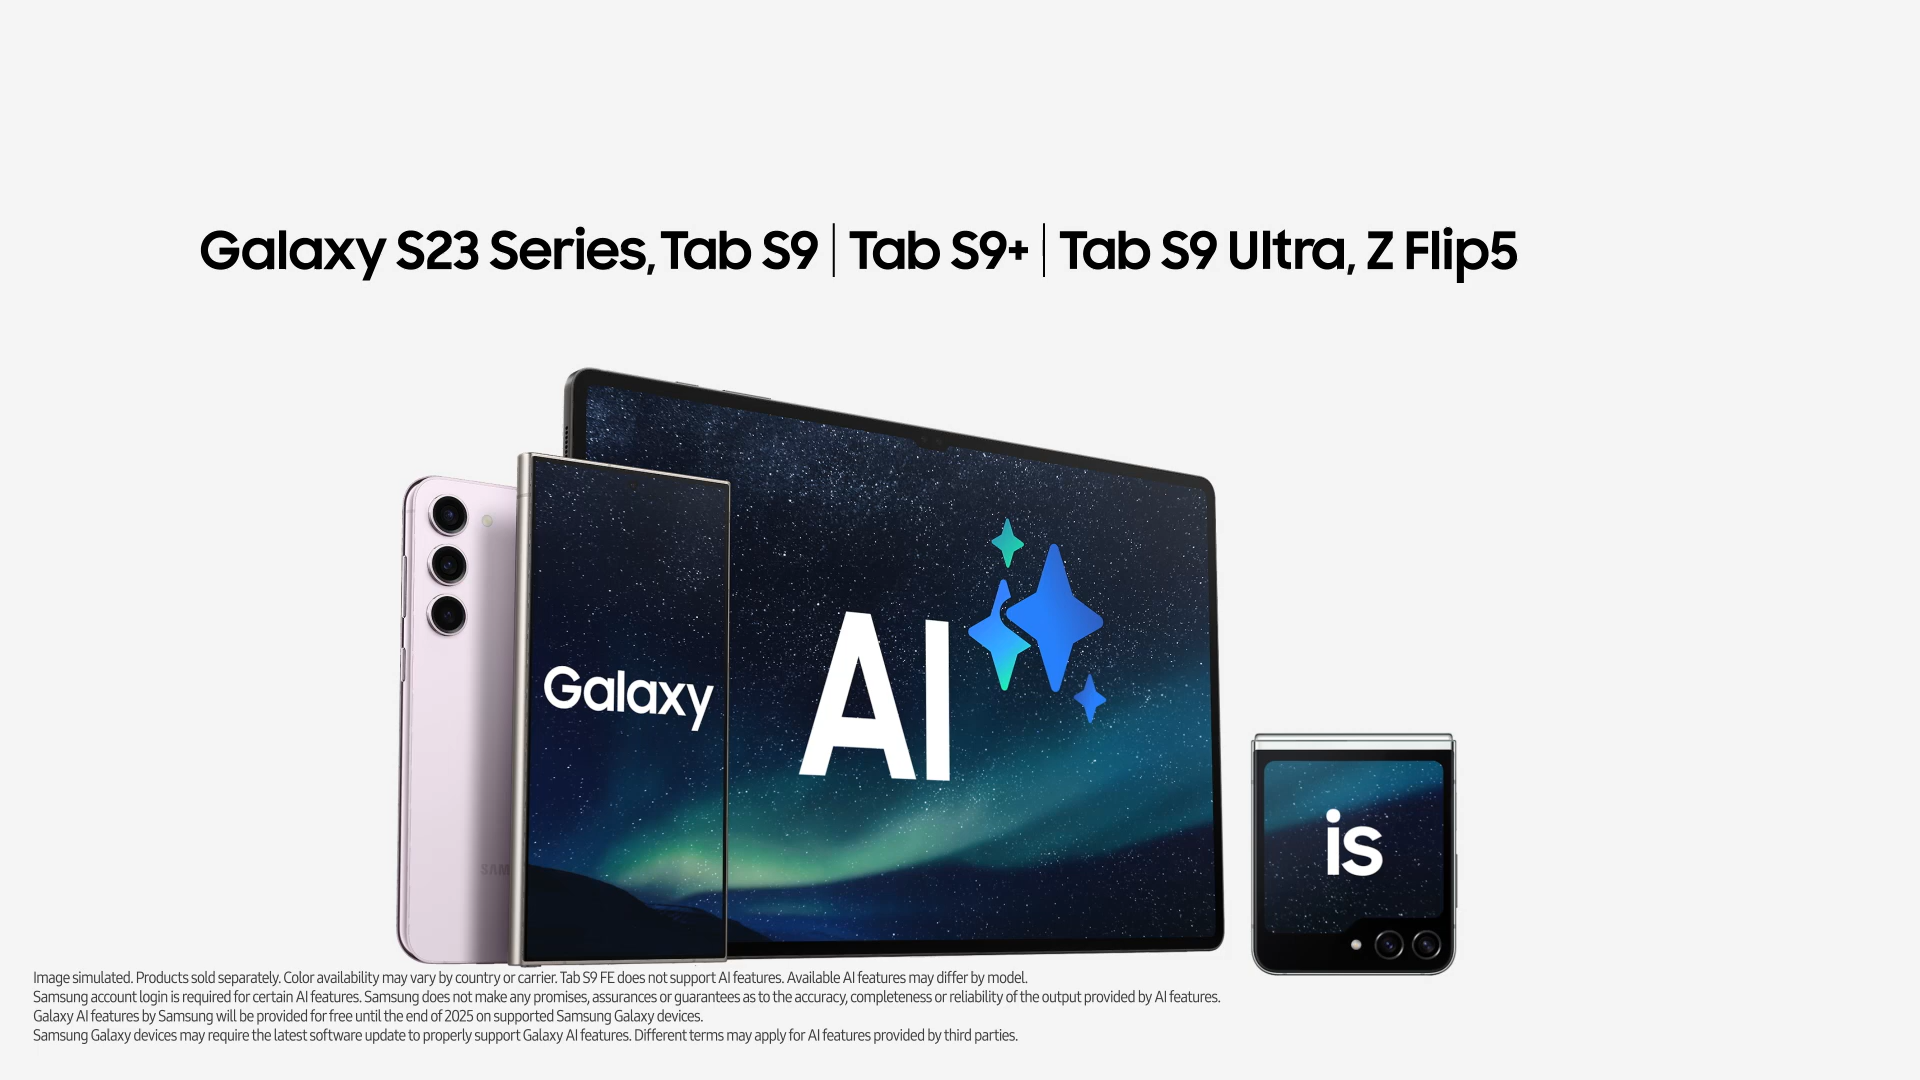 Galaxy S23 Series, Tab S9 | Tab S9+ | Tab S9 Ultra, Z Flip5
Galaxy
AI
is
Image simulated. Products sold separately. Color availability may vary by country or carrier. Tab S9 FE does not support AI features. Available AI features may differ by model.
Samsung account login is required for certain AI features. Samsung does not make any promises, assurances or guarantees as to the accuracy, completeness or reliability of the output provided by AI features.
Galaxy AI features by Samsung will be provided for free until the end of 2025 on supported Samsung Galaxy devices.
Samsung Galaxy devices may require the latest software update to properly support Galaxy AI features. Different terms may apply for AI features provided by third parties.